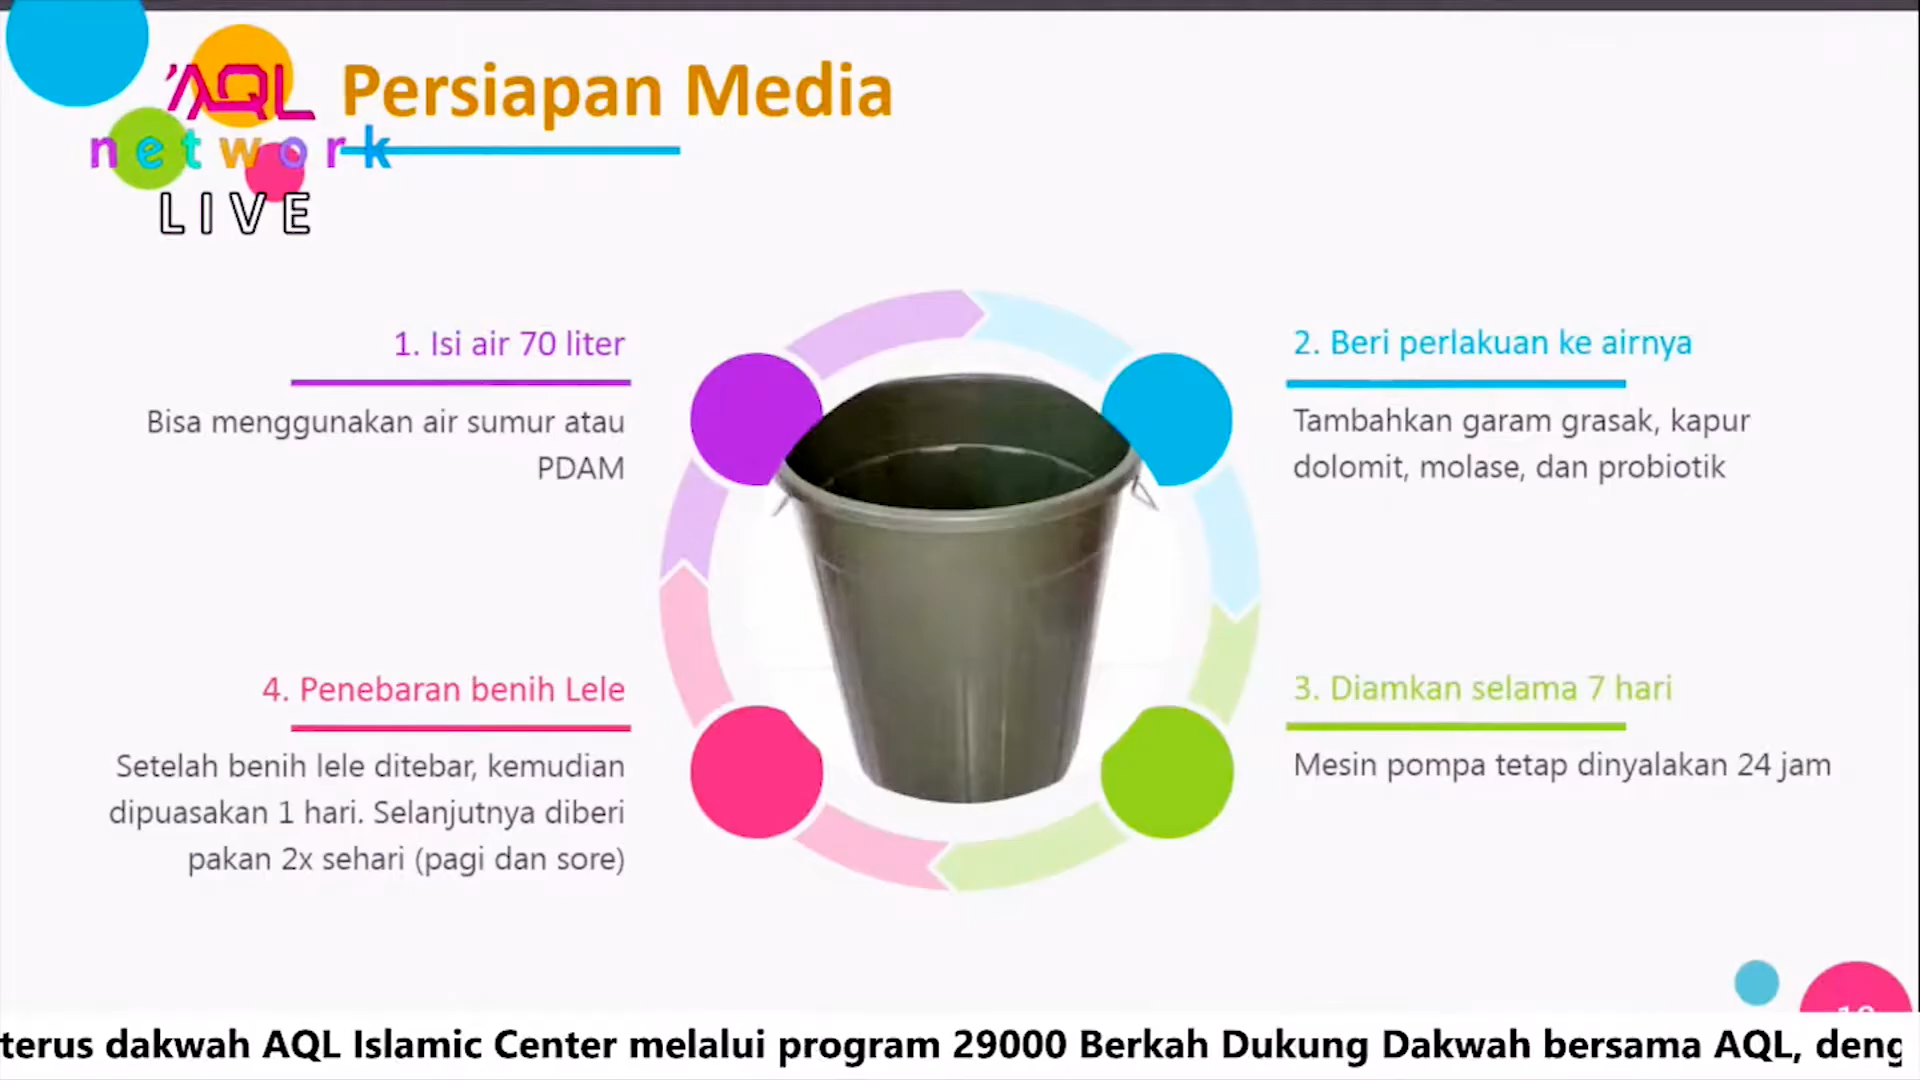 'AQL
network
LIVE
Persiapan Media
1. Isi air 70 liter
Bisa menggunakan air sumur atau
PDAM
2. Beri perlakuan ke airnya
Tambahkan garam grasak, kapur
dolomit, molase, dan probiotik
3. Diamkan selama 7 hari
Mesin pompa tetap dinyalakan 24 jam
4. Penebaran benih Lele
Setelah benih lele ditebar, kemudian
dipuasakan 1 hari. Selanjutnya diberi
pakan 2x sehari (pagi dan sore)
terus dakwah AQL Islamic Center melalui program 29000 Berkah Dukung Dakwah bersama AQL, deng